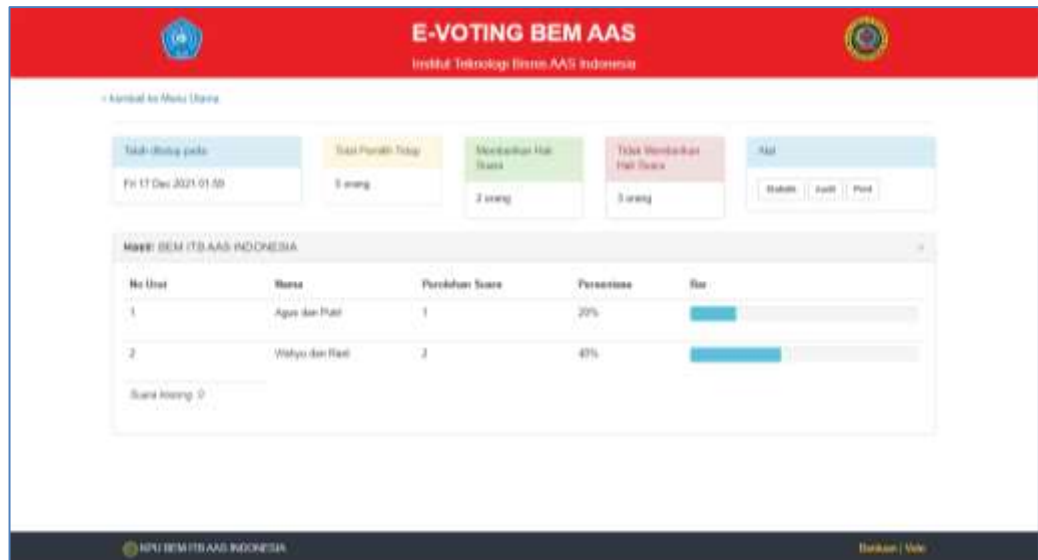 E-VOTING BEM AAS
Institut Teknologi Bisnis AAS Indonesia
Kembali ke Menu Utama
Telah ditutup pada
Total Pemilih Tetap
Memberikan Hak Suara
Tidak Memberikan Hak Suara
Alat
Fri 17 Dec 2021 01:59
5 orang
2 orang
3 orang
Statistik Audit Print
Hasil: BEM ITB AAS INDONESIA
No Urut Nama Perolehan Suara Persentase Bar
1 Agus dan Putri 1 20%
2 Wahyu dan Rani 2 40%
Suara kosong: 0
KPU BEM ITB AAS INDONESIA
Bantuan | Vote